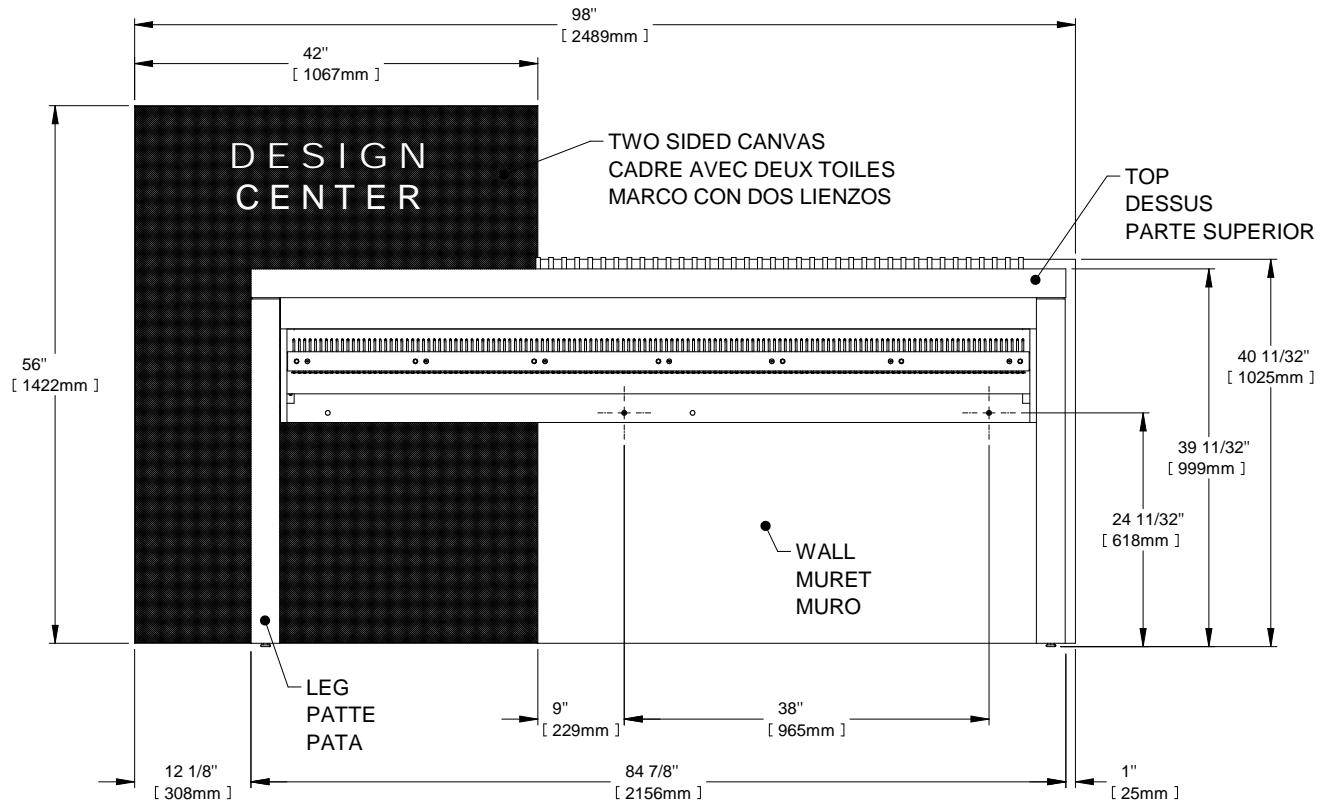 98"
[ 2489mm ]
42"
[ 1067mm ]
DESIGN
CENTER
TWO SIDED CANVAS
CADRE AVEC DEUX TOILES
MARCO CON DOS LIENZOS
TOP
DESSUS
PARTE SUPERIOR
56"
[ 1422mm ]
40 11/32"
[ 1025mm ]
39 11/32"
[ 999mm ]
24 11/32"
[ 618mm ]
WALL
MURET
MURO
LEG
PATTE
PATA
9"
[ 229mm ]
38"
[ 965mm ]
12 1/8"
[ 308mm ]
84 7/8"
[ 2156mm ]
1"
[ 25mm ]